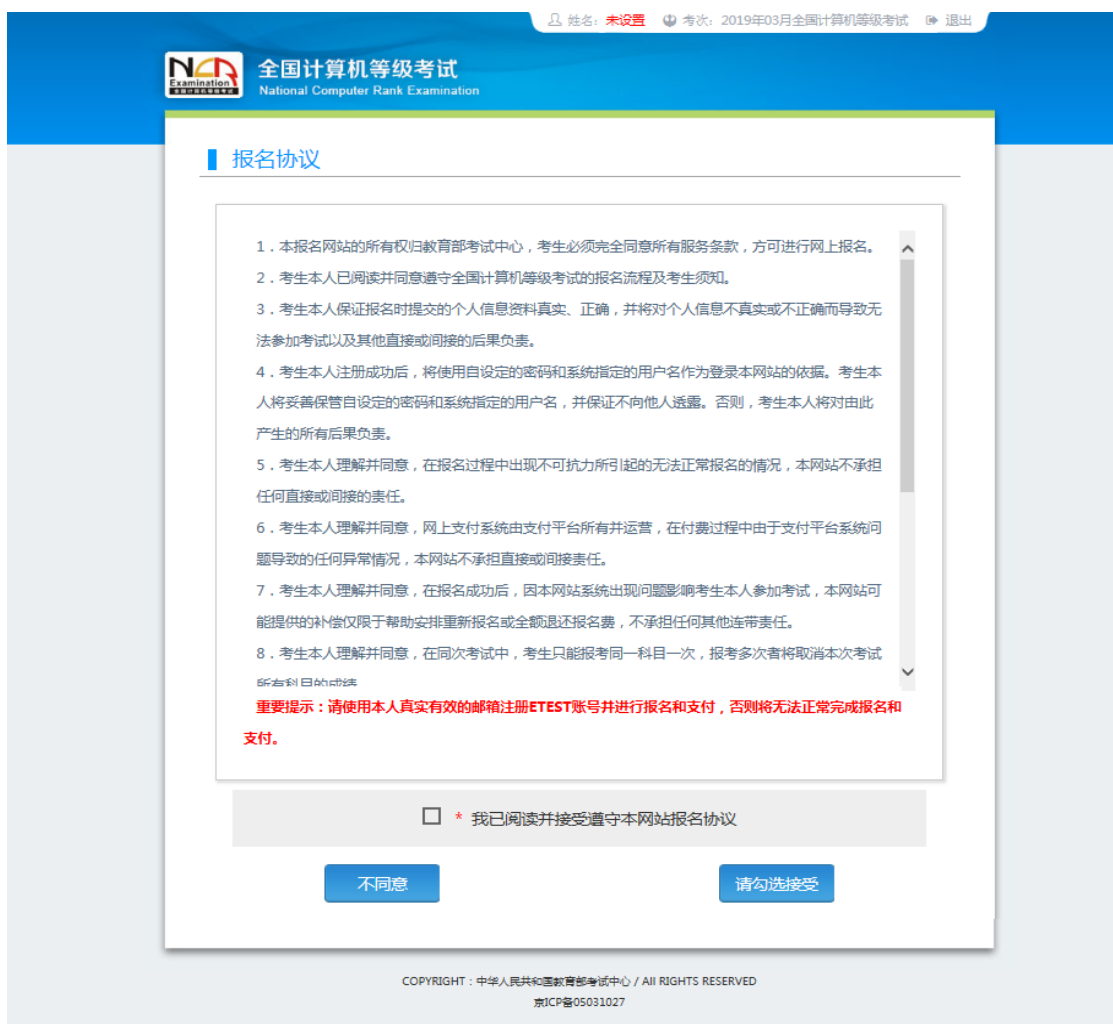 姓名：未设置 考次：2019年03月全国计算机等级考试 退出
NCR
Examination
全国计算机等级考试
全国计算机等级考试
National Computer Rank Examination
报名协议
1．本报名网站的所有权归教育部考试中心，考生必须完全同意所有服务条款，方可进行网上报名。
2．考生本人已阅读并同意遵守全国计算机等级考试的报名流程及考生须知。
3．考生本人保证报名时提交的个人信息资料真实、正确，并将对个人信息不真实或不正确而导致无
法参加考试以及其他直接或间接的后果负责。
4．考生本人注册成功后，将使用自设定的密码和系统指定的用户名作为登录本网站的依据。考生本
人将妥善保管自设定的密码和系统指定的用户名，并保证不向他人透露。否则，考生本人将对由此
产生的所有后果负责。
5．考生本人理解并同意，在报名过程中出现不可抗力所引起的无法正常报名的情况，本网站不承担
任何直接或间接的责任。
6．考生本人理解并同意，网上支付系统由支付平台所有并运营，在付费过程中由于支付平台系统问
题导致的任何异常情况，本网站不承担直接或间接责任。
7．考生本人理解并同意，在报名成功后，因本网站系统出现问题影响考生本人参加考试，本网站可
能提供的补偿仅限于帮助安排重新报名或全额退还报名费，不承担任何其他连带责任。
8．考生本人理解并同意，在同次考试中，考生只能报考同一科目一次，报考多次者将取消本次考试
所有科目的成绩
重要提示：请使用本人真实有效的邮箱注册ETEST账号并进行报名和支付，否则将无法正常完成报名和
支付。
* 我已阅读并接受遵守本网站报名协议
不同意 请勾选接受
COPYRIGHT：中华人民共和国教育部考试中心 / All RIGHTS RESERVED
京ICP备05031027